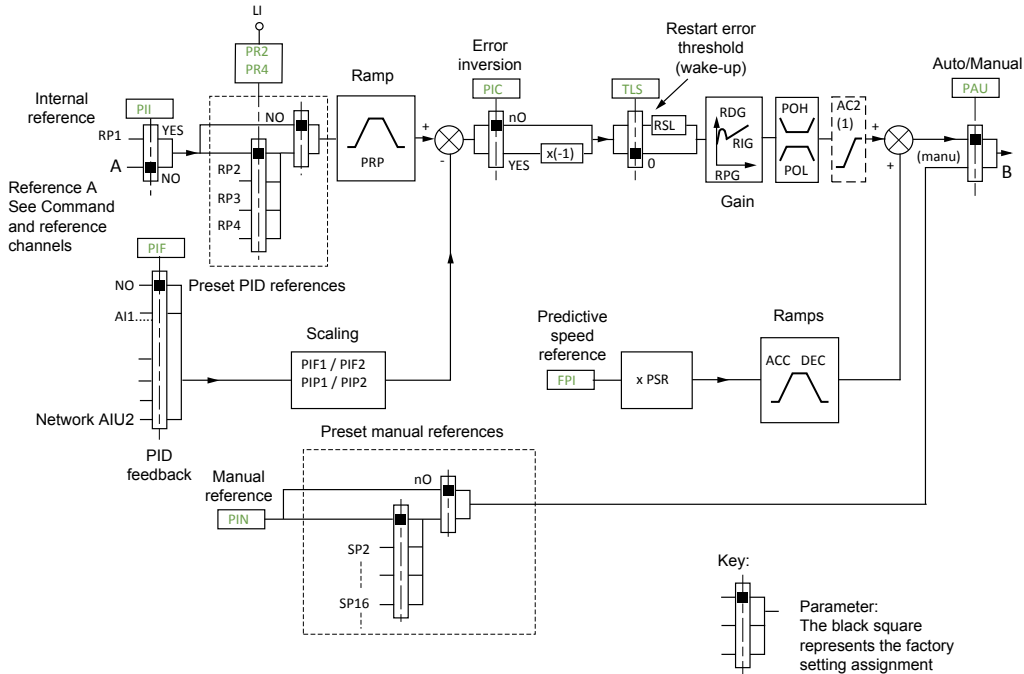 LI
PR2
PR4
Internal
reference
PII
YES
RP1
A
NO
Reference A
See Command
and reference
channels
NO
RP2
RP3
RP4
Preset PID references
Ramp
PRP
+
-
Error
inversion
PIC
nO
YES
x(-1)
Restart error
threshold
(wake-up)
TLS
RSL
0
RDG
RIG
RPG
Gain
POH
POL
AC2
(1)
+
+
Auto/Manual
PAU
(manu)
B
PIF
NO
AI1.....
Network AIU2
PID
feedback
Scaling
PIF1 / PIF2
PIP1 / PIP2
Predictive
speed
reference
FPI
x PSR
Ramps
ACC DEC
Preset manual references
Manual
reference
PIN
nO
SP2
SP16
Key:
Parameter:
The black square
represents the factory
setting assignment